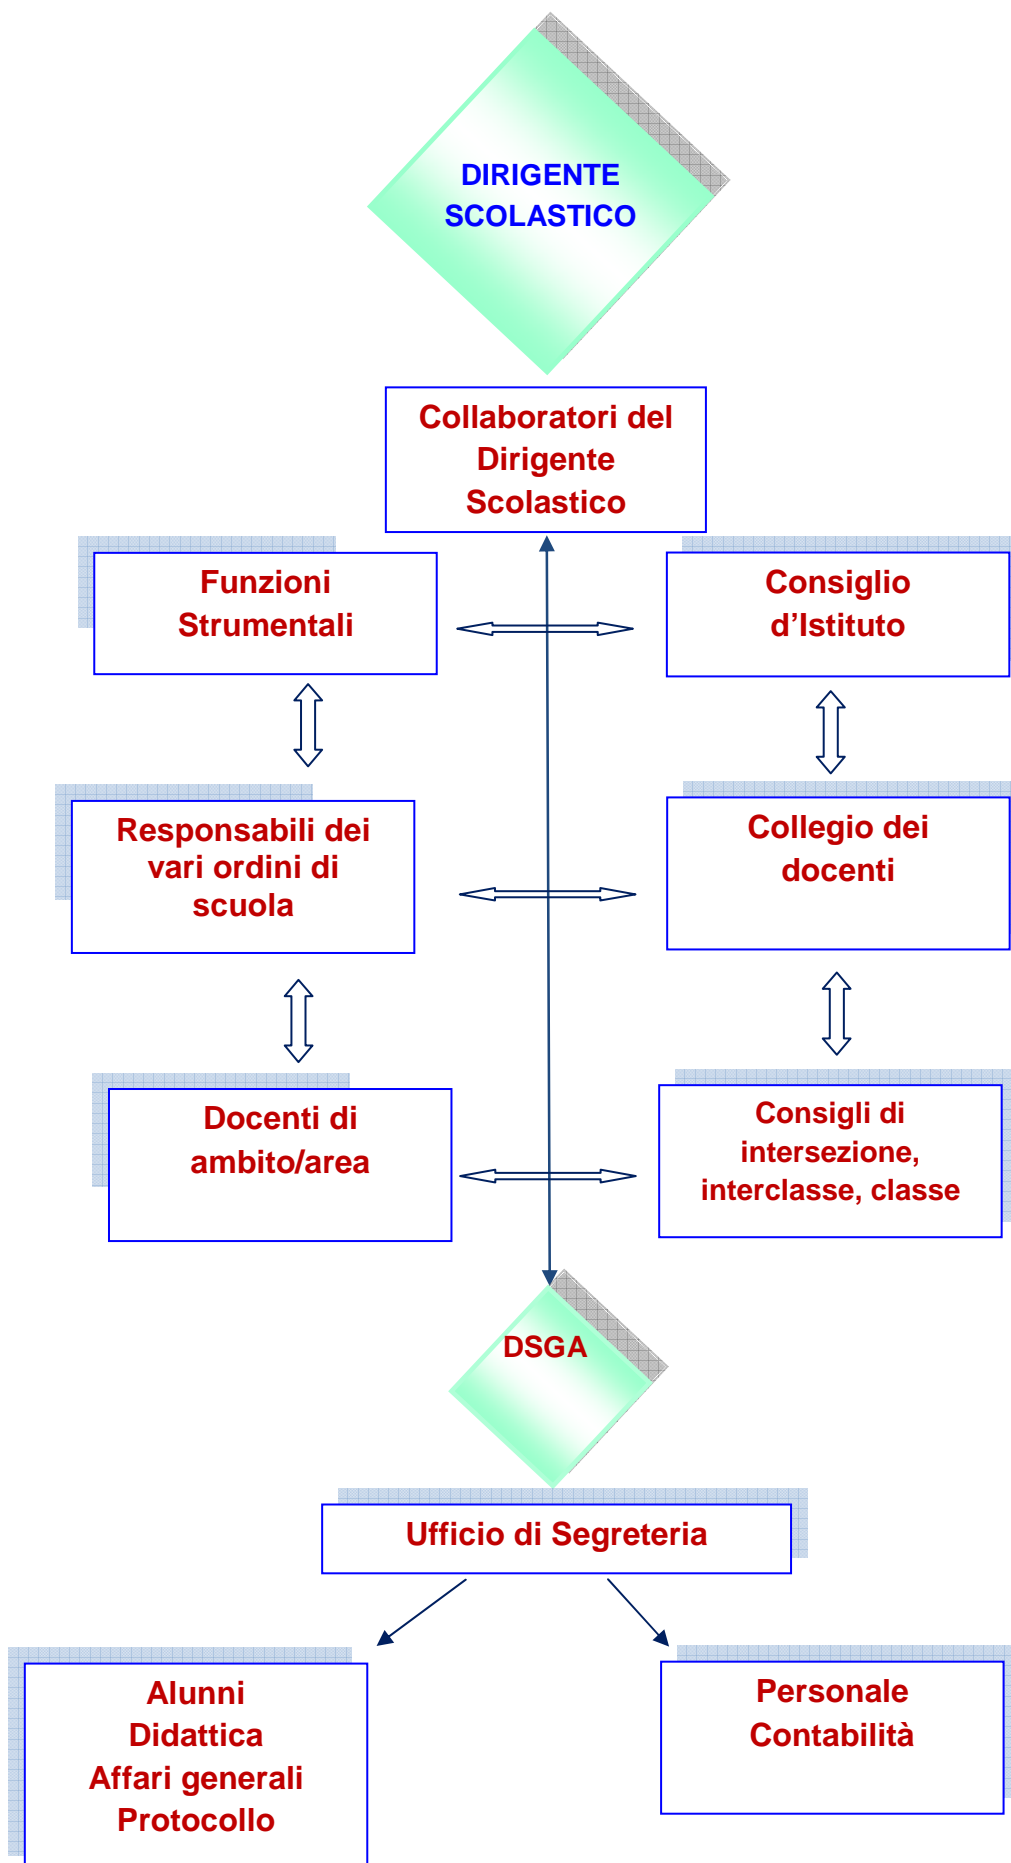 DIRIGENTE
SCOLASTICO
Collaboratori del
Dirigente
Scolastico
Funzioni
Strumentali
Consiglio
d’Istituto
Responsabili dei
vari ordini di
scuola
Collegio dei
docenti
Docenti di
ambito/area
Consigli di
intersezione,
interclasse, classe
DSGA
Ufficio di Segreteria
Alunni
Didattica
Affari generali
Protocollo
Personale
Contabilità